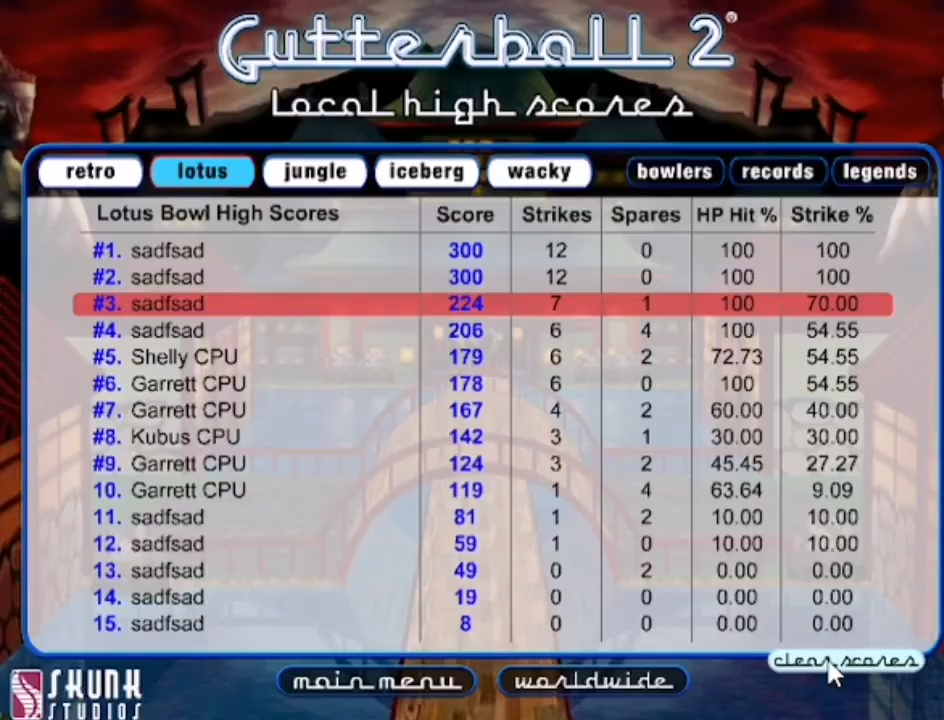 Gutterball 2®
Local high scores
retro lotus jungle iceberg wacky bowlers records legends
Lotus Bowl High Scores Score Strikes Spares HP Hit % Strike %
#1. sadfsad 300 12 0 100 100
#2. sadfsad 300 12 0 100 100
#3. sadfsad 224 7 1 100 70.00
#4. sadfsad 206 6 4 100 54.55
#5. Shelly CPU 179 6 2 72.73 54.55
#6. Garrett CPU 178 6 0 100 54.55
#7. Garrett CPU 167 4 2 60.00 40.00
#8. Kubus CPU 142 3 1 30.00 30.00
#9. Garrett CPU 124 3 2 45.45 27.27
10. Garrett CPU 119 1 4 63.64 9.09
11. sadfsad 81 1 2 10.00 10.00
12. sadfsad 59 1 0 10.00 10.00
13. sadfsad 49 0 2 0.00 0.00
14. sadfsad 19 0 0 0.00 0.00
15. sadfsad 8 0 0 0.00 0.00
clear scores
main menu worldwide
SKUNK
STUDIOS